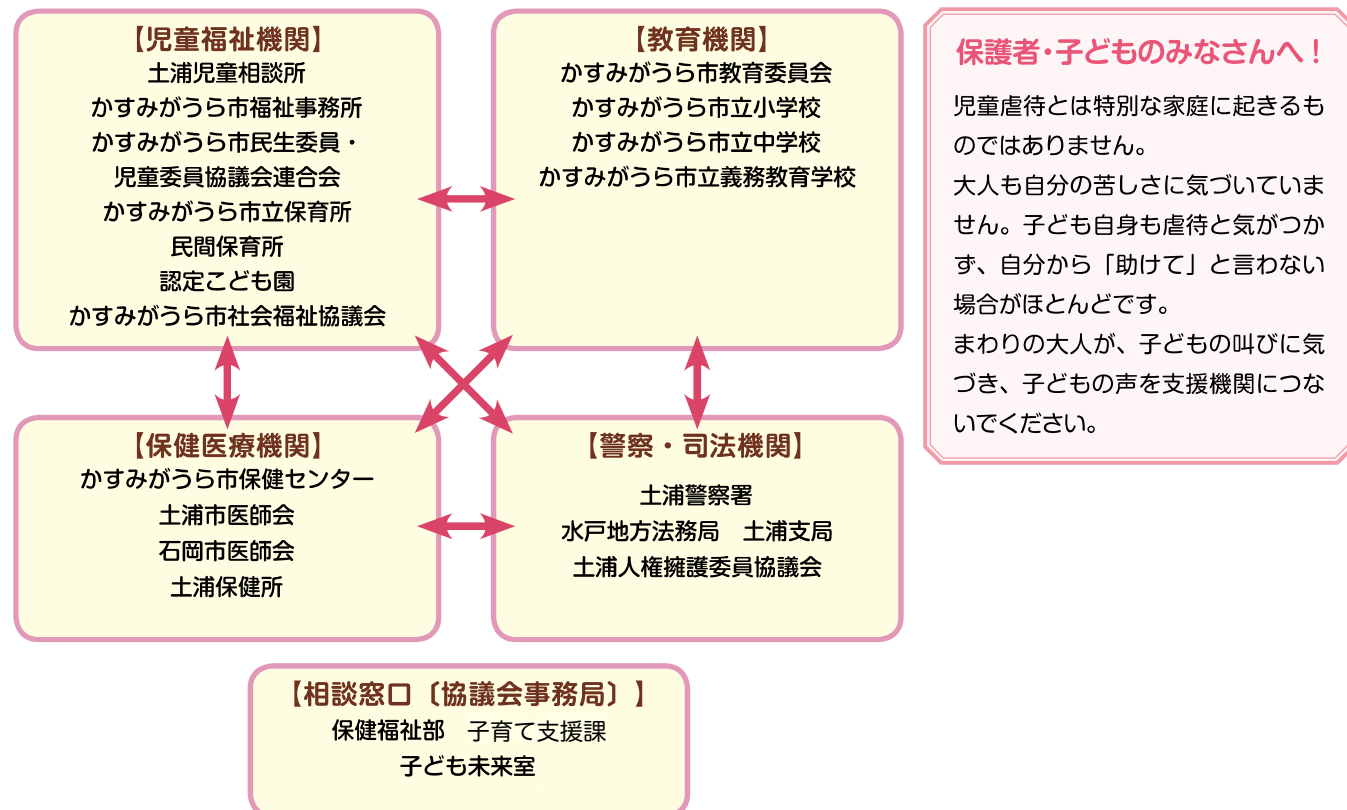 【児童福祉機関】
土浦児童相談所
かすみがうら市福祉事務所
かすみがうら市民生委員・
児童委員協議会連合会
かすみがうら市立保育所
民間保育所
認定こども園
かすみがうら市社会福祉協議会
【教育機関】
かすみがうら市教育委員会
かすみがうら市立小学校
かすみがうら市立中学校
かすみがうら市立義務教育学校
【保健医療機関】
かすみがうら市保健センター
土浦市医師会
石岡市医師会
土浦保健所
【警察・司法機関】
土浦警察署
水戸地方法務局　土浦支局
土浦人権擁護委員協議会
【相談窓口〔協議会事務局〕】
保健福祉部　子育て支援課
子ども未来室
保護者・子どものみなさんへ！
児童虐待とは特別な家庭に起きるも
のではありません。
大人も自分の苦しさに気づいていま
せん。子ども自身も虐待と気がつか
ず、自分から「助けて」と言わない
場合がほとんどです。
まわりの大人が、子どもの叫びに気
づき、子どもの声を支援機関につな
いでください。